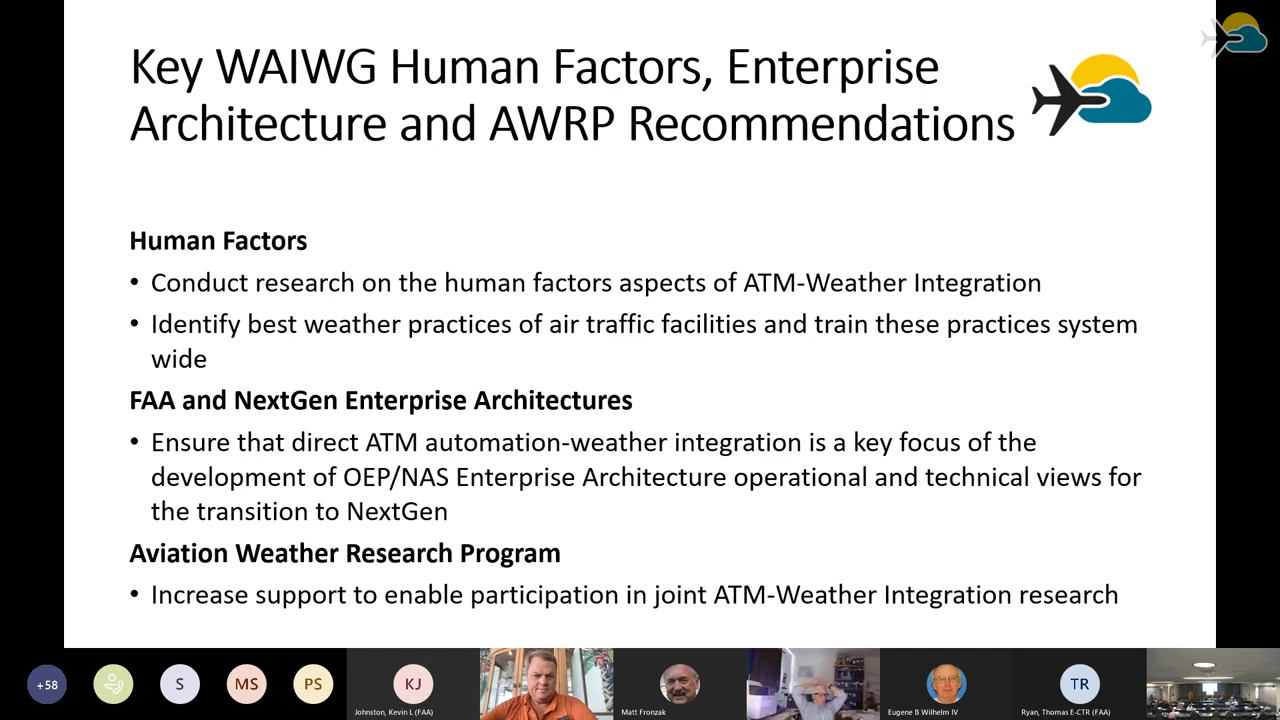 Key WAIWG Human Factors, Enterprise
Architecture and AWRP Recommendations
Human Factors
• Conduct research on the human factors aspects of ATM-Weather Integration
• Identify best weather practices of air traffic facilities and train these practices system
wide
FAA and NextGen Enterprise Architectures
• Ensure that direct ATM automation-weather integration is a key focus of the
development of OEP/NAS Enterprise Architecture operational and technical views for
the transition to NextGen
Aviation Weather Research Program
• Increase support to enable participation in joint ATM-Weather Integration research
+58
S
MS
PS
KJ
TR
Johnston, Kevin L (FAA)
Matt Fronzak
Eugene B Wilhelm IV
Ryan, Thomas E-CTR (FAA)